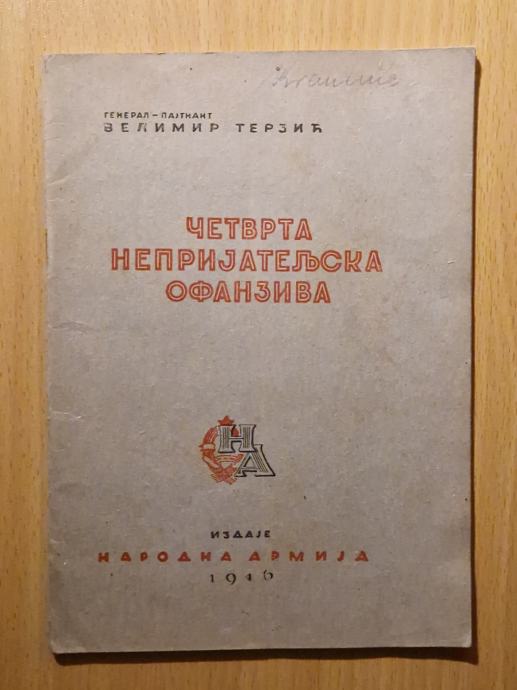 ГЕНЕРАЛ-ЛАЈТНАНТ
ВЕЛИМИР ТЕРЗИЋ
ЧЕТВРТА
НЕПРИЈАТЕЉСКА
ОФАНЗИВА
НА
ИЗДАЈЕ
НАРОДНА АРМИЈА
1946